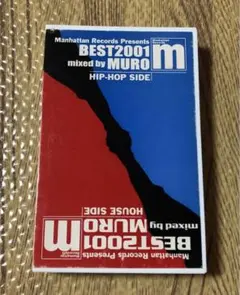 Manhattan Records Presents
BEST2001
mixed by MURO
HIP-HOP SIDE
m
Manhattan Records Presents
BEST2001
mixed by MURO
HOUSE SIDE
m